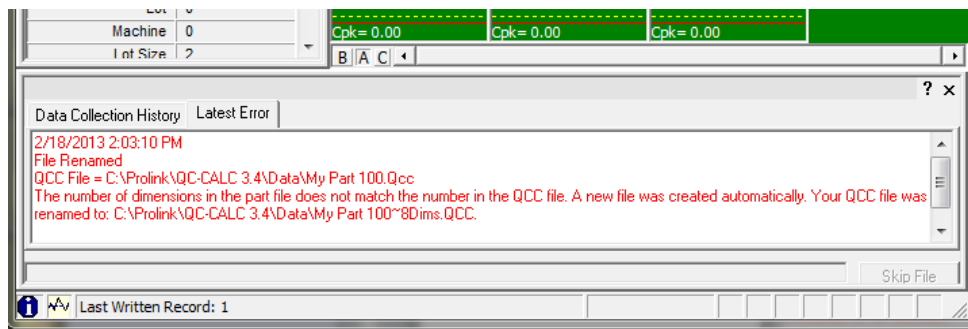 Lot 0
Machine 0
Lot Size 2
Cpk= 0.00 Cpk= 0.00 Cpk= 0.00
B A C
? x
Data Collection History Latest Error
2/18/2013 2:03:10 PM
File Renamed
QCC File = C:\Prolink\QC-CALC 3.4\Data\My Part 100.Qcc
The number of dimensions in the part file does not match the number in the QCC file. A new file was created automatically. Your QCC file was
renamed to: C:\Prolink\QC-CALC 3.4\Data\My Part 100~8Dims.QCC.
Skip File
Last Written Record: 1